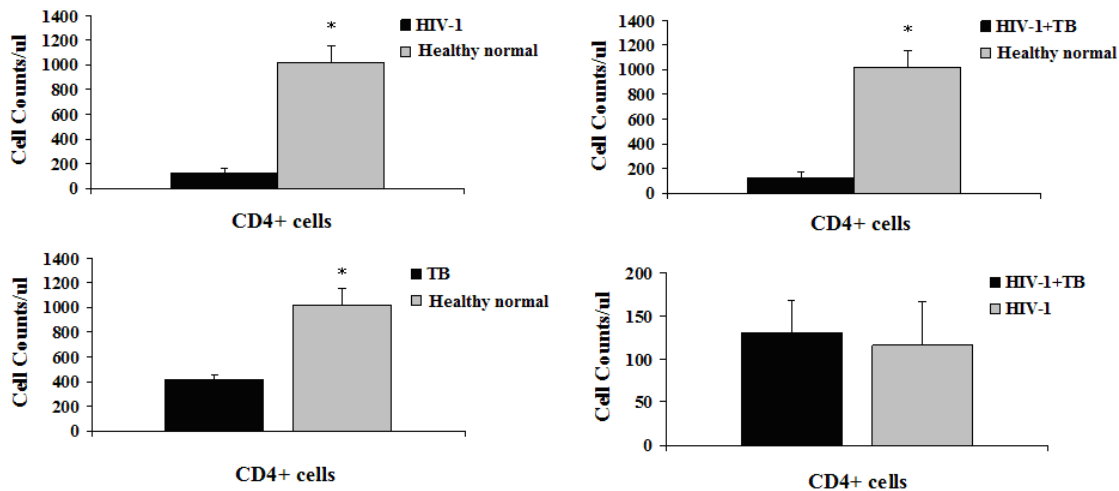 Cell Counts/ul
1400
1200
1000
800
600
400
200
0
*
HIV-1
Healthy normal
CD4+ cells
Cell Counts/ul
1400
1200
1000
800
600
400
200
0
*
HIV-1+TB
Healthy normal
CD4+ cells
Cell Counts/ul
1400
1200
1000
800
600
400
200
0
*
TB
Healthy normal
CD4+ cells
Cell Counts/ul
200
150
100
50
0
HIV-1+TB
HIV-1
CD4+ cells